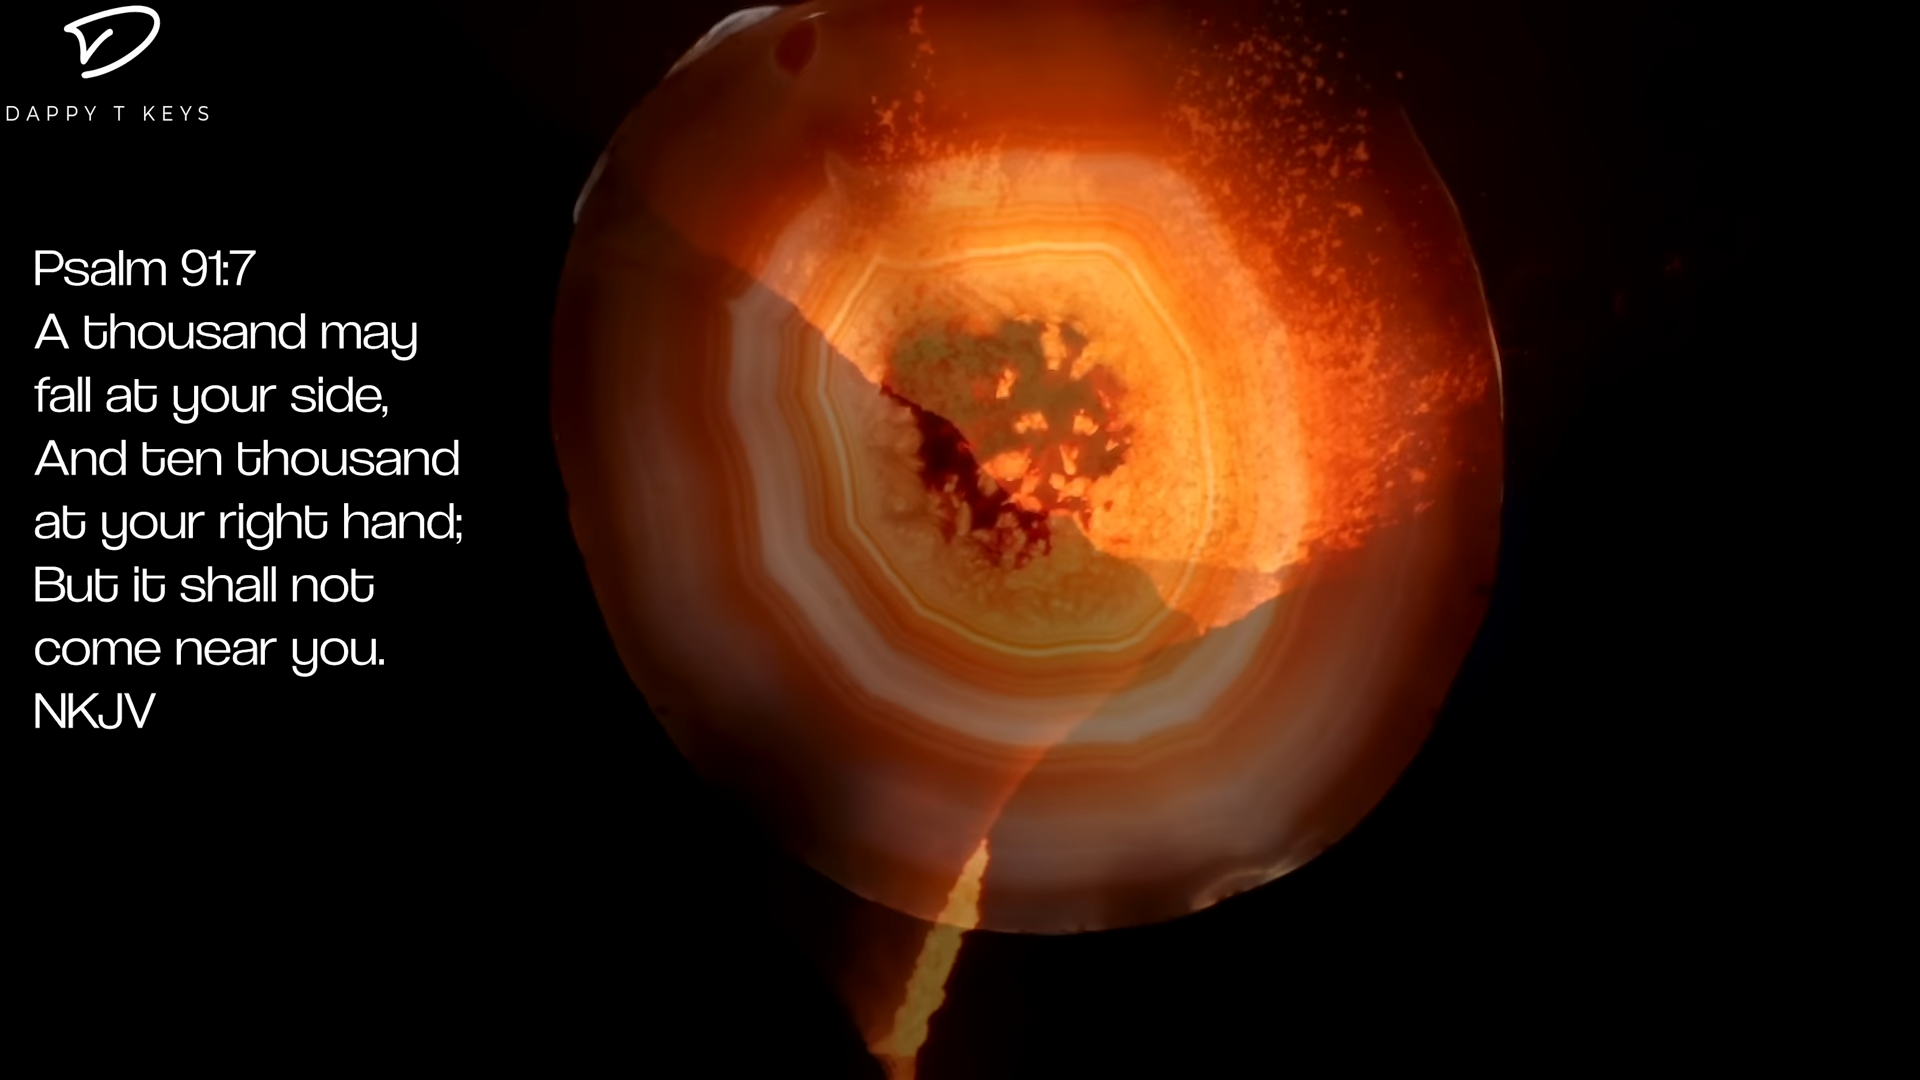 DAPPY T KEYS
Psalm 91:7
A thousand may
fall at your side,
And ten thousand
at your right hand;
But it shall not
come near you.
NKJV